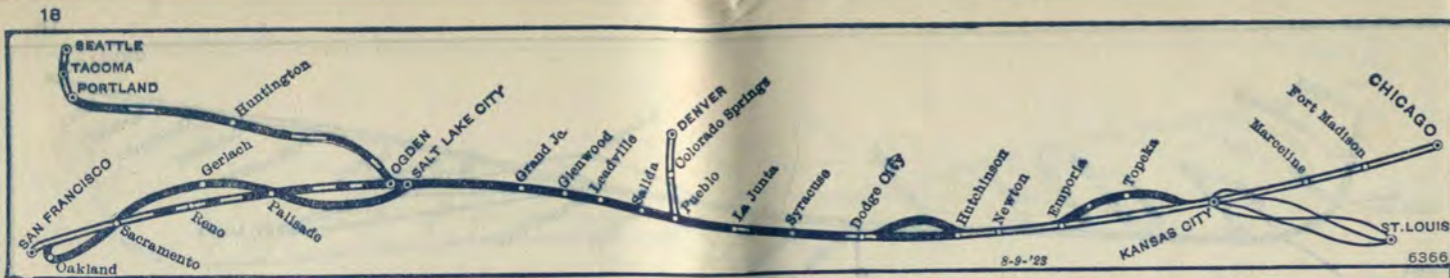 18
SEATTLE
TACOMA
PORTLAND
Huntington
SAN FRANCISCO
Oakland
Sacramento
Gerlach
Reno
Palisade
OGDEN
SALT LAKE CITY
Grand Jc.
Glenwood
Leadville
Salida
DENVER
Colorado Springs
Pueblo
La Junta
Syracuse
Dodge City
Hutchinson
Newton
Emporia
Topeka
KANSAS CITY
Marceline
Fort Madison
CHICAGO
ST. LOUIS
8-9-'23
6366